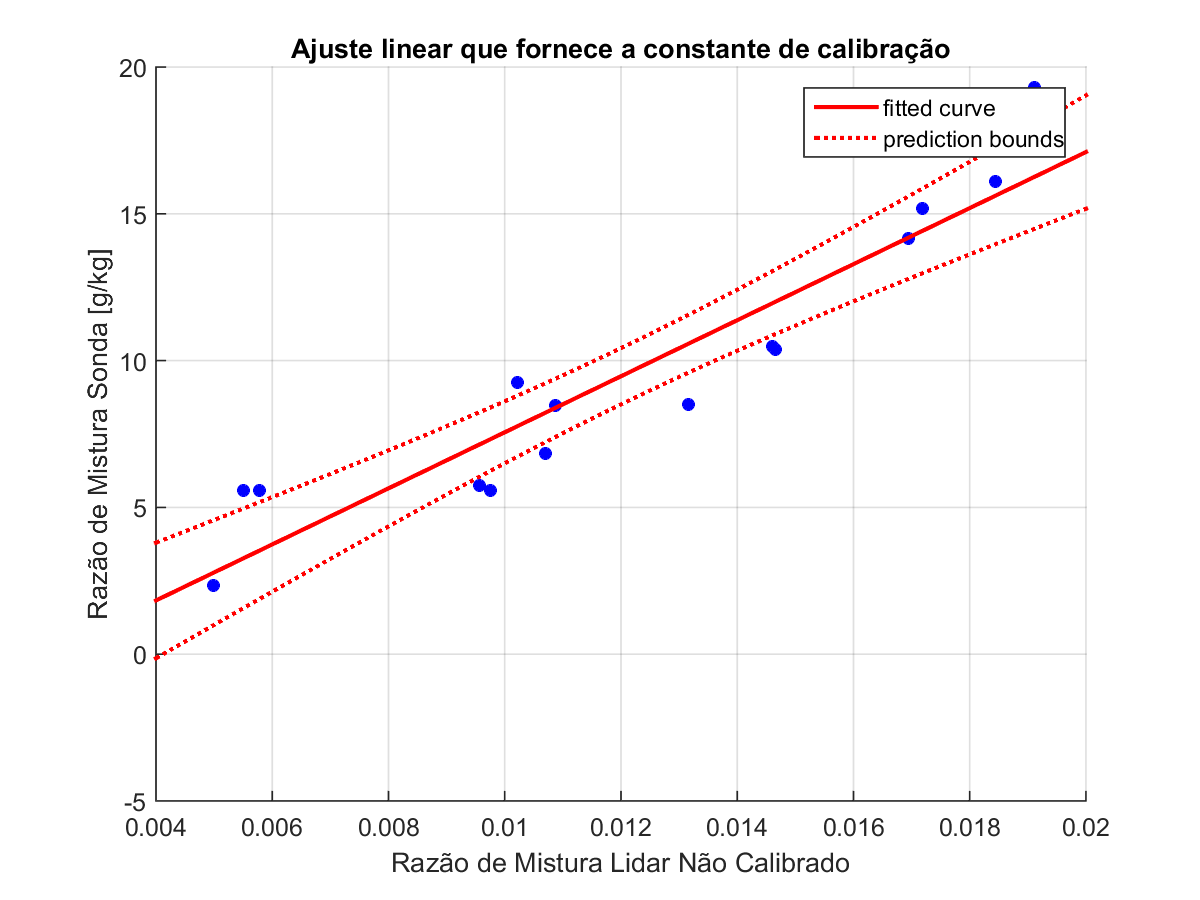 Ajuste linear que fornece a constante de calibração
fitted curve
prediction bounds
Razão de Mistura Sonda [g/kg]
20
15
10
5
0
-5
0.004 0.006 0.008 0.01 0.012 0.014 0.016 0.018 0.02
Razão de Mistura Lidar Não Calibrado